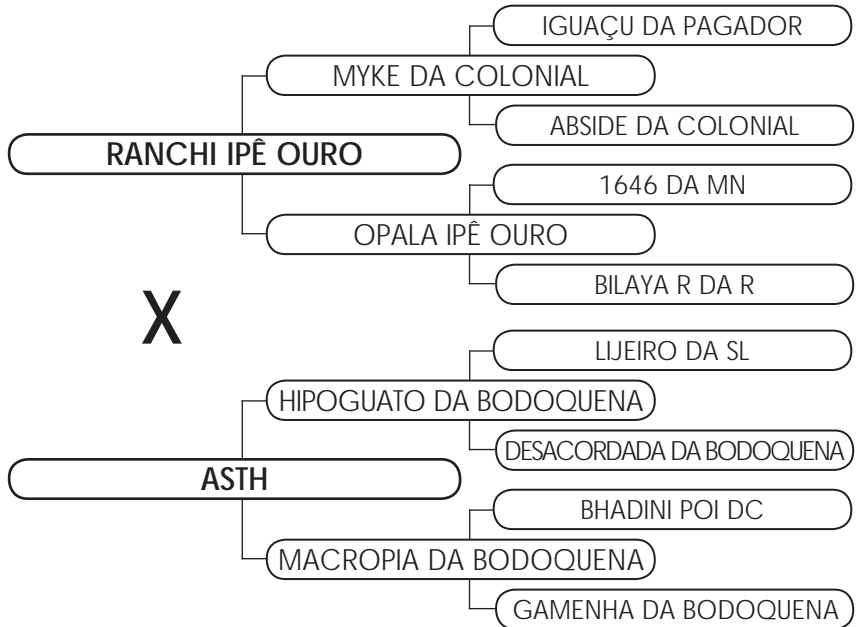 IGUAÇU DA PAGADOR
MYKE DA COLONIAL
ABSIDE DA COLONIAL
RANCHI IPÊ OURO
1646 DA MN
OPALA IPÊ OURO
BILAYA R DA R
X
LIJEIRO DA SL
HIPOGUATO DA BODOQUENA
DESACORDADA DA BODOQUENA
ASTH
BHADINI POI DC
MACROPIA DA BODOQUENA
GAMENHA DA BODOQUENA